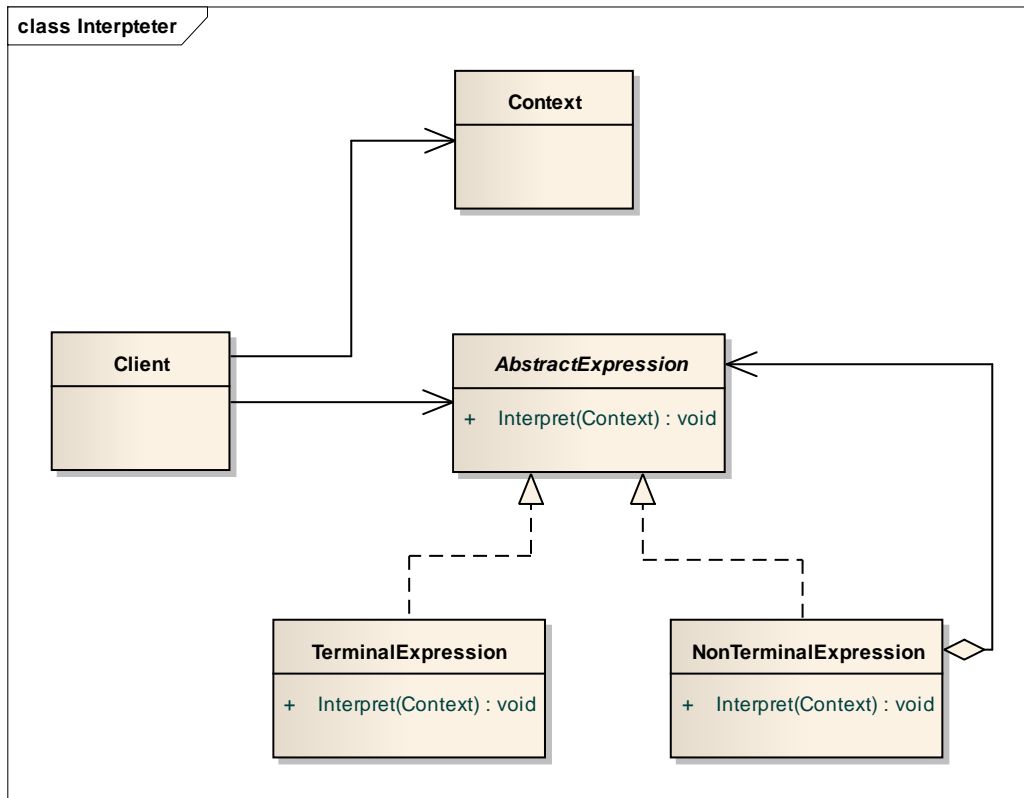 class Interpteter
Context
Client
AbstractExpression
+ Interpret(Context) : void
TerminalExpression
+ Interpret(Context) : void
NonTerminalExpression
+ Interpret(Context) : void